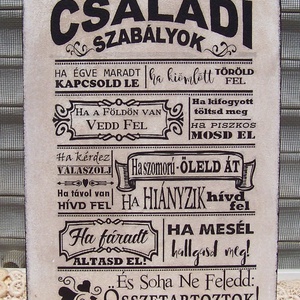 CSALÁDI
SZABÁLYOK
HA ÉGVE MARADT
KAPCSOLD LE
ha kiömlött TÖRÖLD
FEL
HA A FÖLDÖN VAN
VEDD FEL
Ha kifogyott
töltsd meg
HA PISZKOS
MOSD EL
Ha kérdez
VÁLASZOLJ
Ha távol van
HÍVD FEL
Ha szomorú - ÖLELD ÁT
HA HIÁNYZIK hívd
fel
Ha fáradt
ALTASD EL!
HA MESÉL
hallgasd meg!
...És Soha Ne Feledd:
ÖSSZETARTOZTOK!